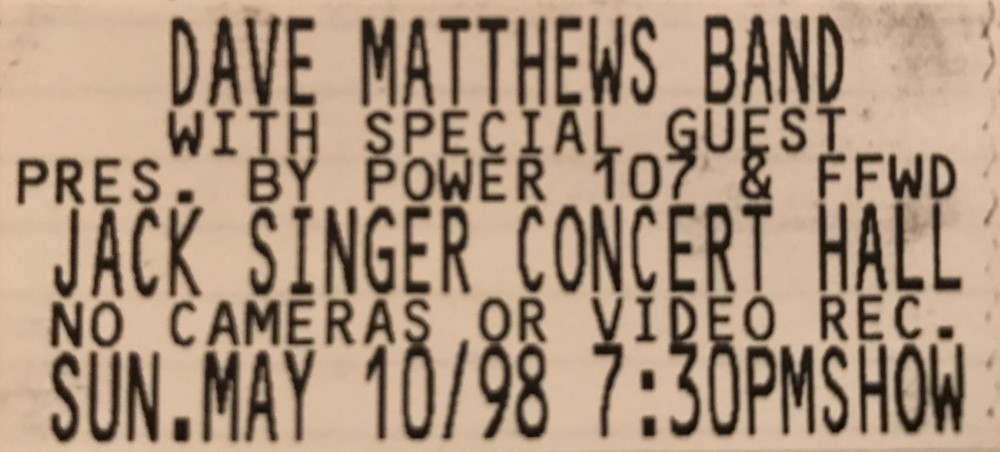 DAVE MATTHEWS BAND
WITH SPECIAL GUEST
PRES. BY POWER 107 & FFWD
JACK SINGER CONCERT HALL
NO CAMERAS OR VIDEO REC.
SUN.MAY 10/98 7:30PMSHOW